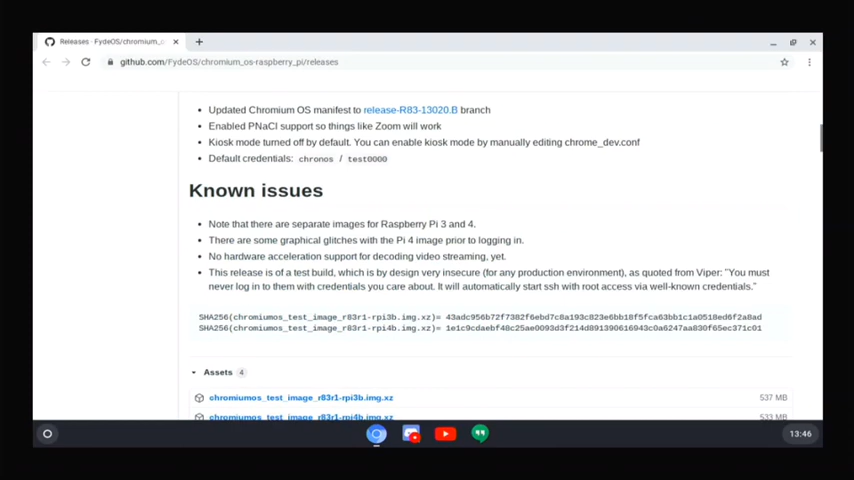 Releases · FydeOS/chromium_o
github.com/FydeOS/chromium_os-raspberry_pi/releases
Updated Chromium OS manifest to release-R83-13020.B branch
Enabled PNaCl support so things like Zoom will work
Kiosk mode turned off by default. You can enable kiosk mode by manually editing chrome_dev.conf
Default credentials: chronos / test0000
Known issues
Note that there are separate images for Raspberry Pi 3 and 4.
There are some graphical glitches with the Pi 4 image prior to logging in.
No hardware acceleration support for decoding video streaming, yet.
This release is of a test build, which is by design very insecure (for any production environment), as quoted from Viper: "You must
never log in to them with credentials you care about. It will automatically start ssh with root access via well-known credentials."
SHA256(chromiumos_test_image_r83r1-rpi3b.img.xz)= 43adc956b72f7382f6ebd7c8a193c823e6bb18f5fca63bb1c1a0518ed6f2a8ad
SHA256(chromiumos_test_image_r83r1-rpi4b.img.xz)= 1e1c9cdaebf48c25ae0093d3f214d891390616943c0a6247aa830f65ec371c01
Assets 4
chromiumos_test_image_r83r1-rpi3b.img.xz 537 MB
chromiumos_test_image_r83r1-rpi4b.img.xz 533 MB
13:46